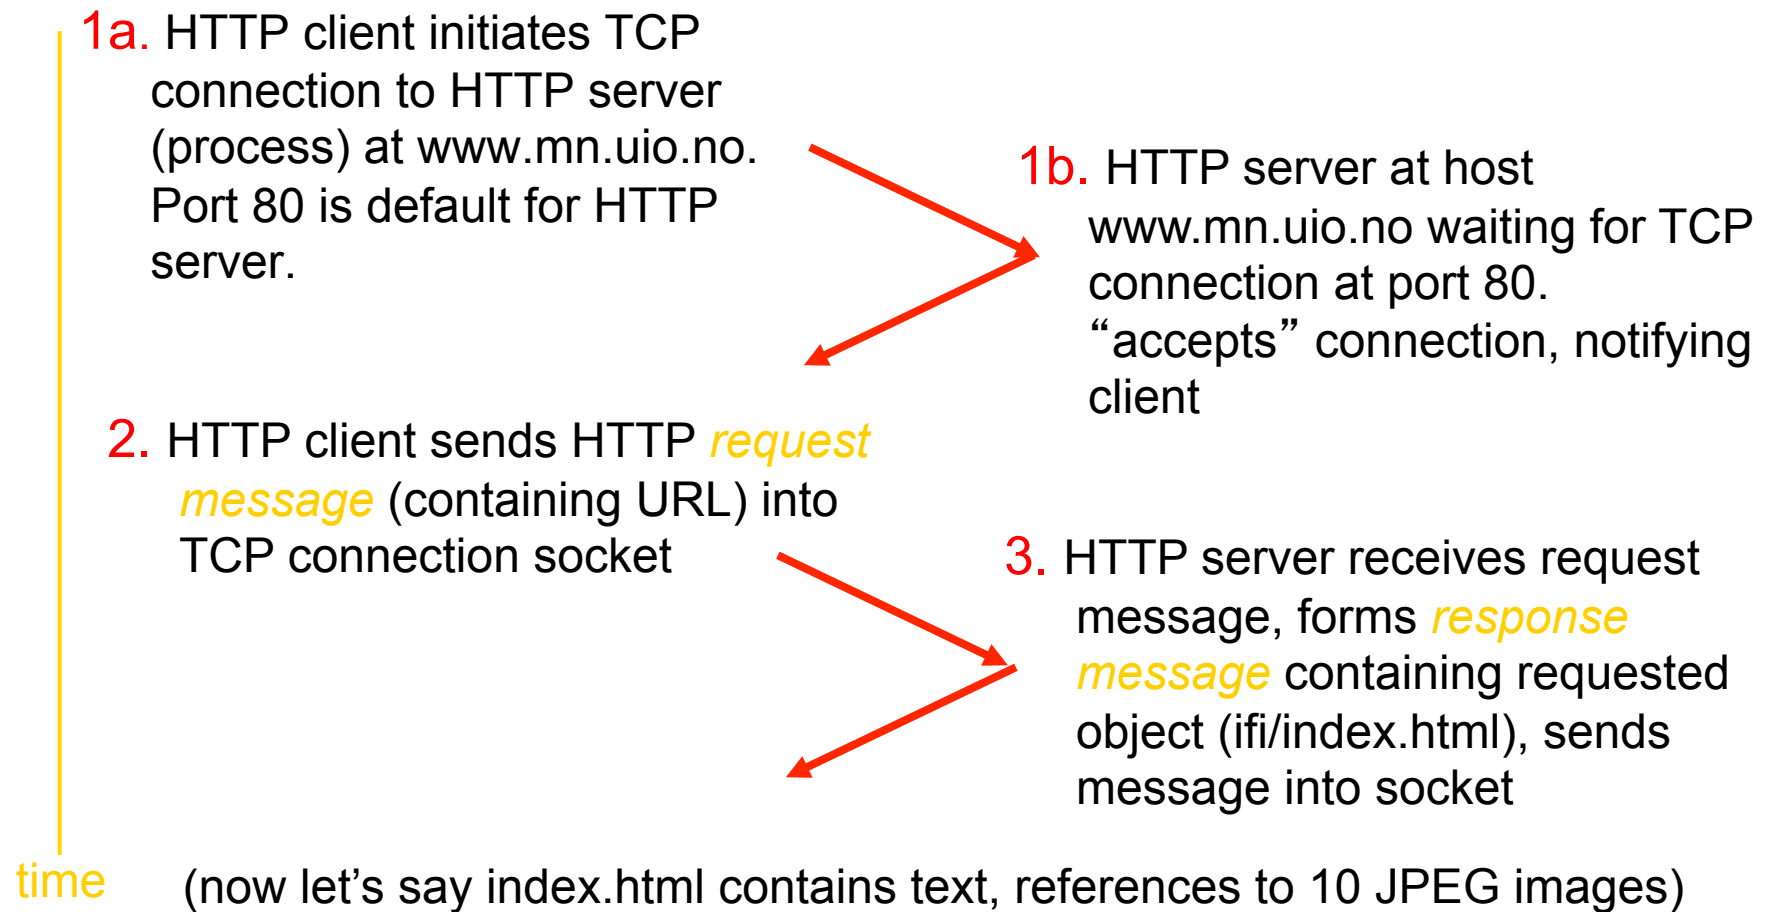 1a. HTTP client initiates TCP
connection to HTTP server
(process) at www.mn.uio.no.
Port 80 is default for HTTP
server.
1b. HTTP server at host
www.mn.uio.no waiting for TCP
connection at port 80.
“accepts” connection, notifying
client
2. HTTP client sends HTTP request
message (containing URL) into
TCP connection socket
3. HTTP server receives request
message, forms response
message containing requested
object (ifi/index.html), sends
message into socket
time
(now let’s say index.html contains text, references to 10 JPEG images)